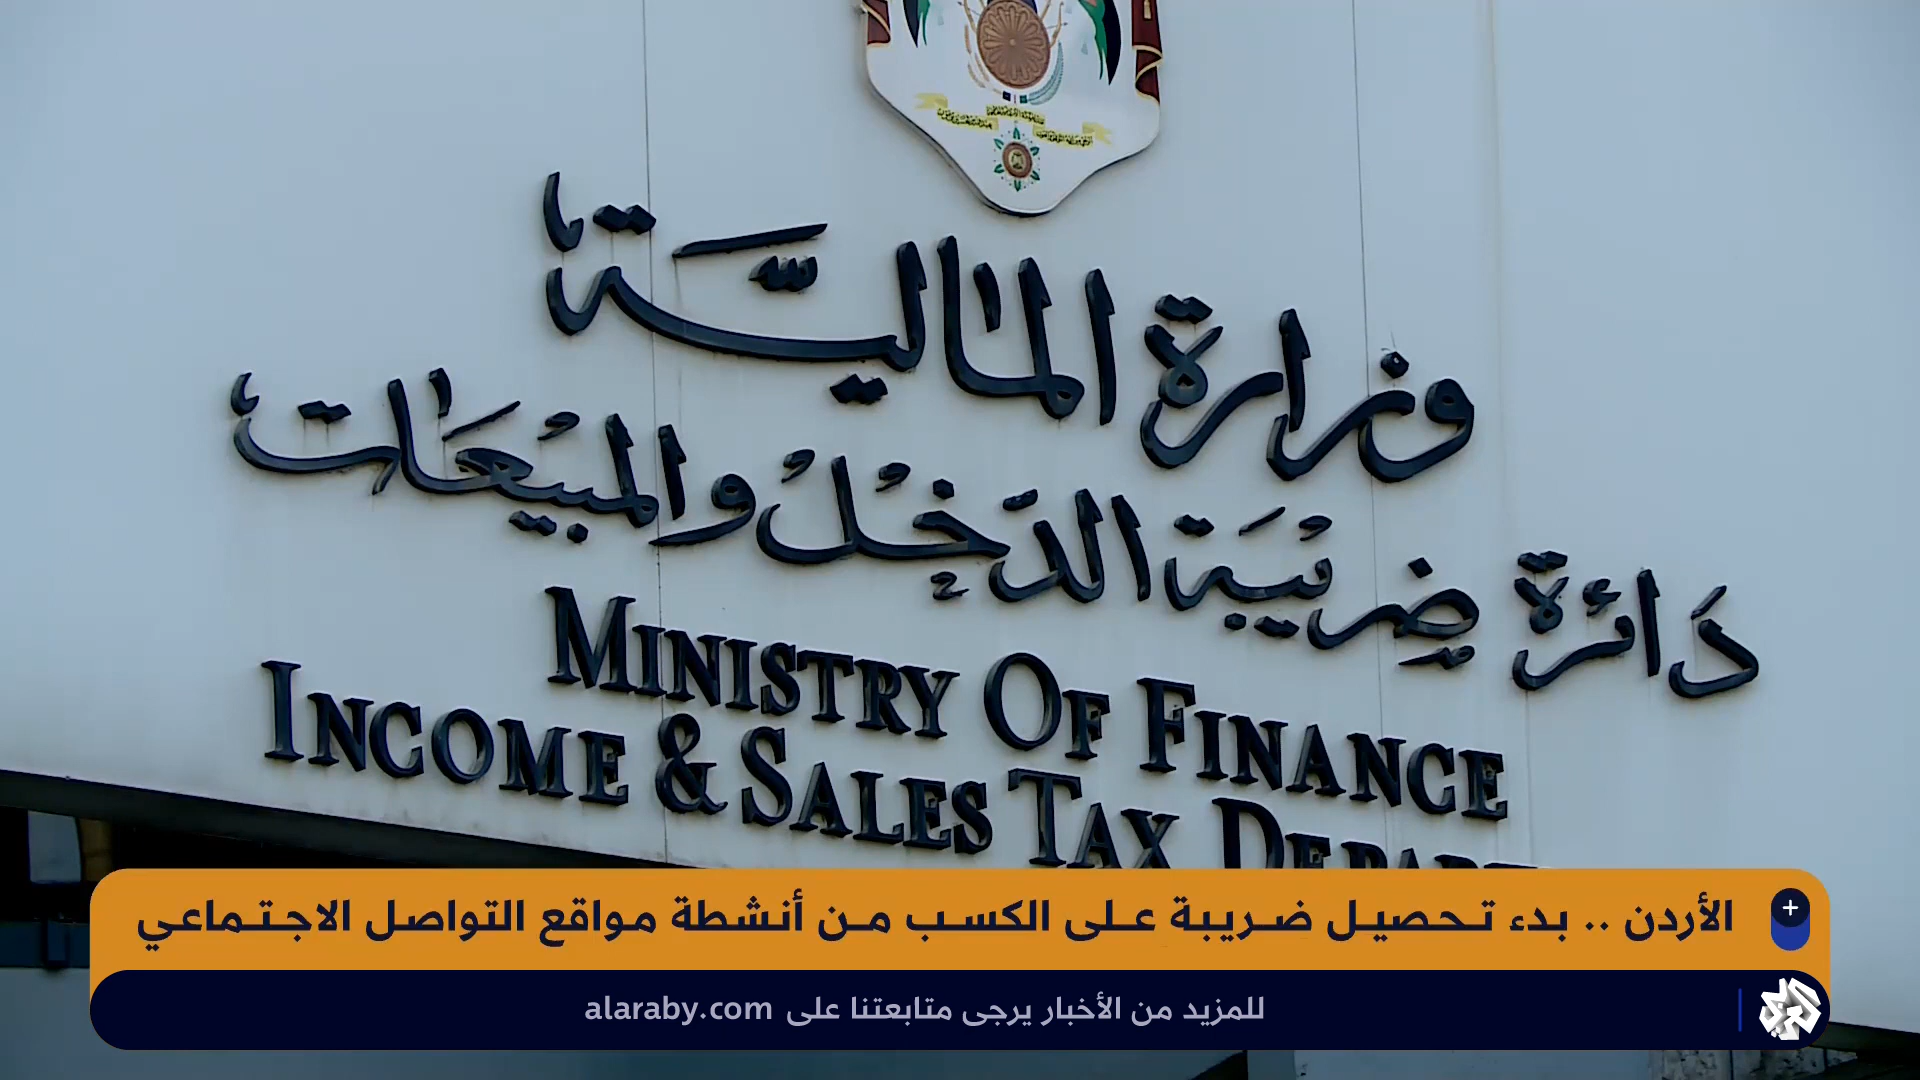 وزارة المالية
دائرة ضريبة الدخل والمبيعات
MINISTRY OF FINANCE
INCOME & SALES TAX
الأردن .. بدء تحصيل ضريبة على الكسب من أنشطة مواقع التواصل الاجتماعي
للمزيد من الأخبار يرجى متابعتنا على alaraby.com